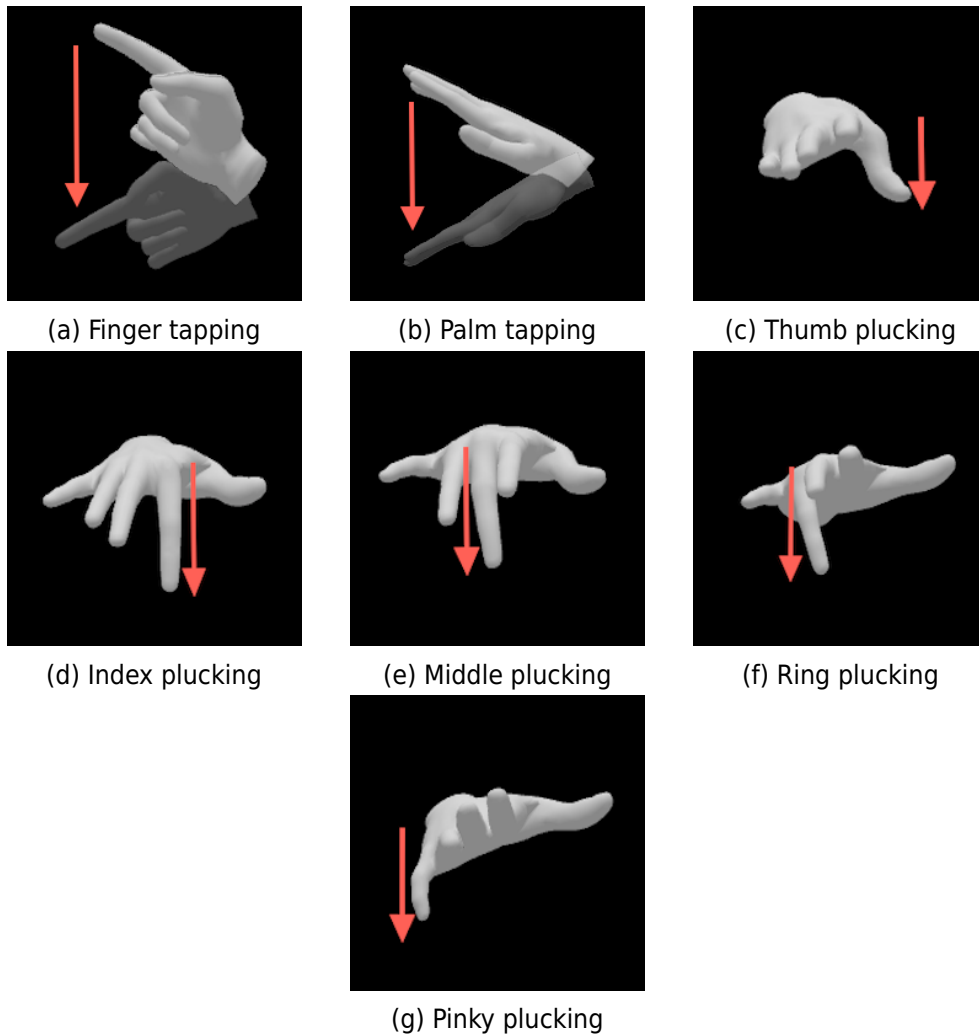 (a) Finger tapping
(b) Palm tapping
(c) Thumb plucking
(d) Index plucking
(e) Middle plucking
(f) Ring plucking
(g) Pinky plucking